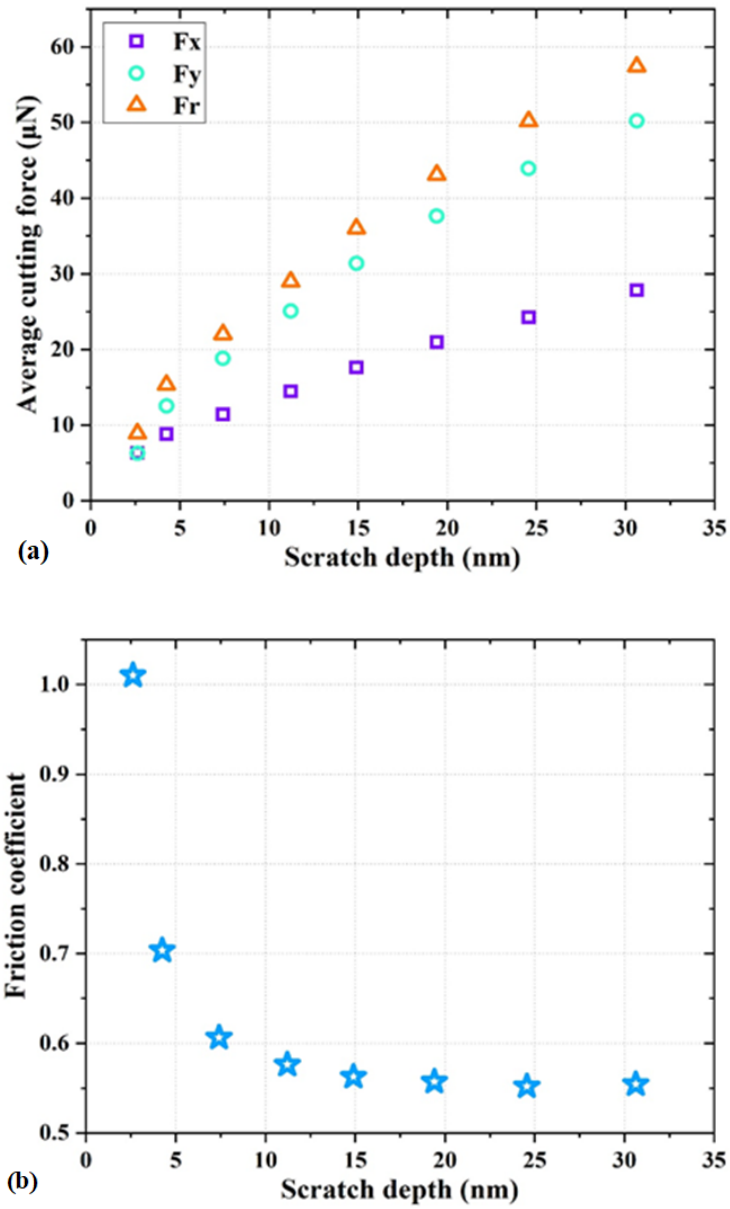 Fx
Fy
Fr
60
50
40
30
20
10
0
0 5 10 15 20 25 30 35
Average cutting force (μN)
Scratch depth (nm)
(a)
1.0
0.9
0.8
0.7
0.6
0.5
0 5 10 15 20 25 30 35
Friction coefficient
Scratch depth (nm)
(b)